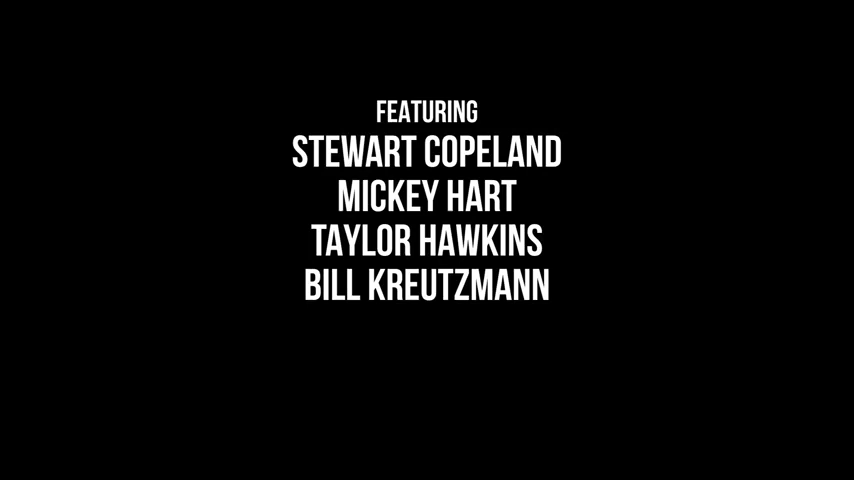 FEATURING
STEWART COPELAND
MICKEY HART
TAYLOR HAWKINS
BILL KREUTZMANN